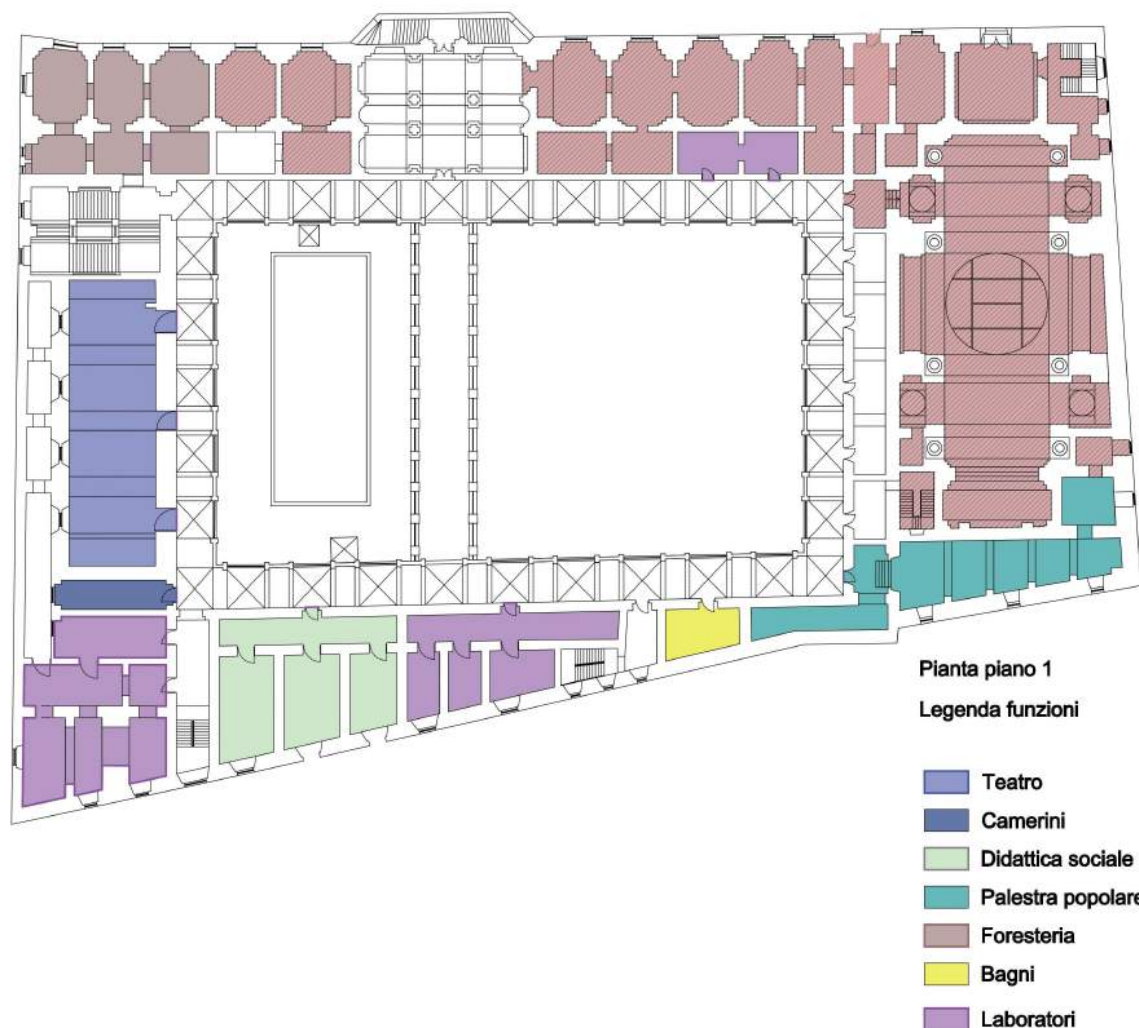 Pianta piano 1
Legenda funzioni
Teatro
Camerini
Didattica sociale
Palestra popolare
Foresteria
Bagni
Laboratori